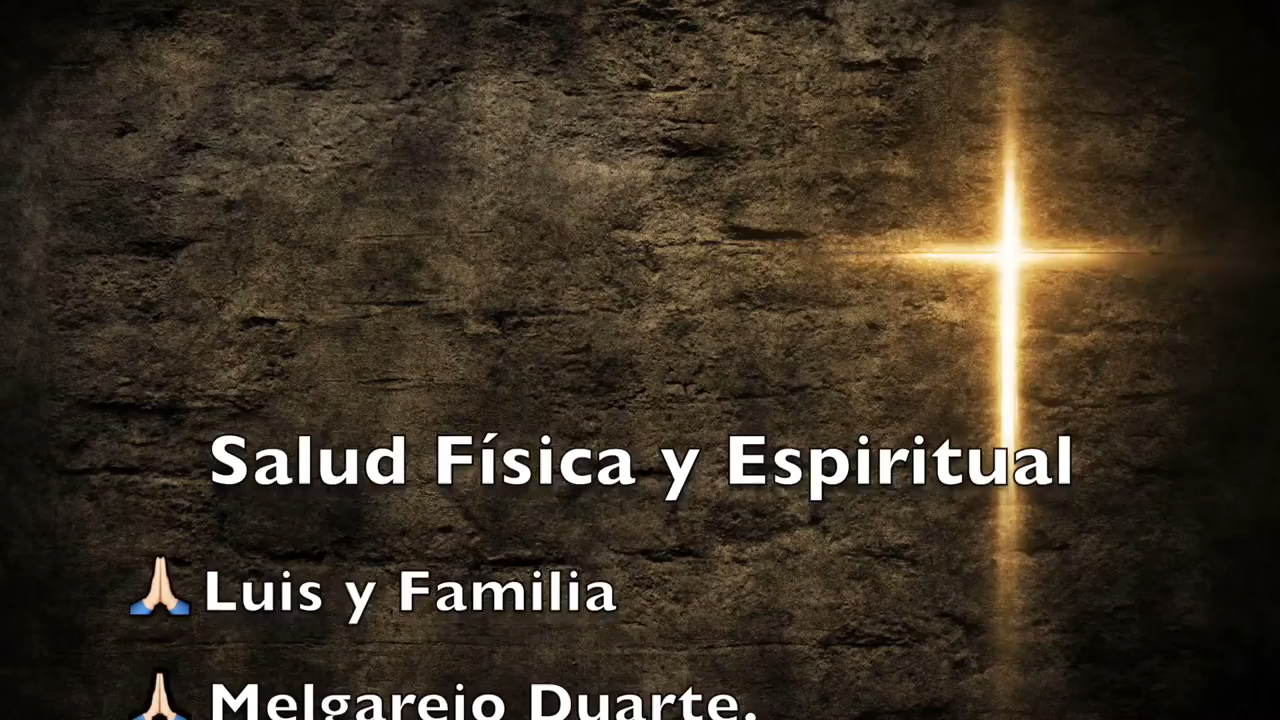 Salud Física y Espiritual
🙏🏻 Luis y Familia
🙏🏻 Melgarejo Duarte.